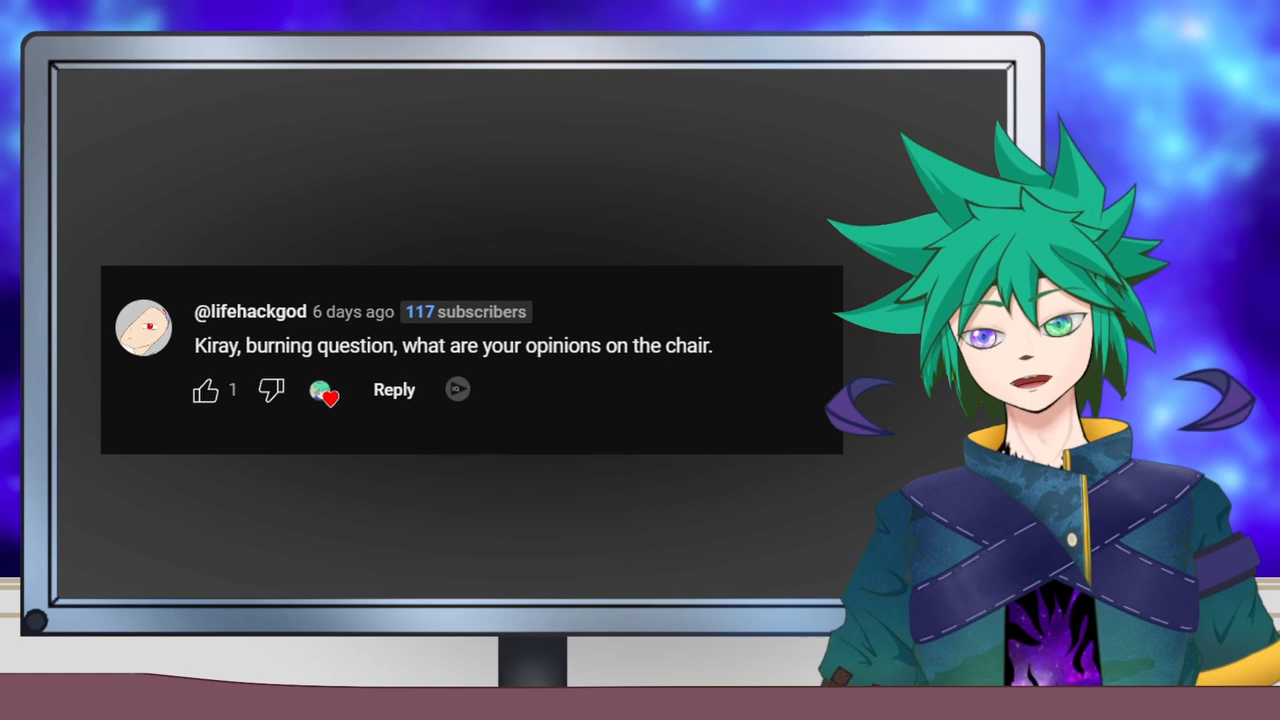 @lifehackgod 6 days ago 117 subscribers
Kiray, burning question, what are your opinions on the chair.
1 Reply